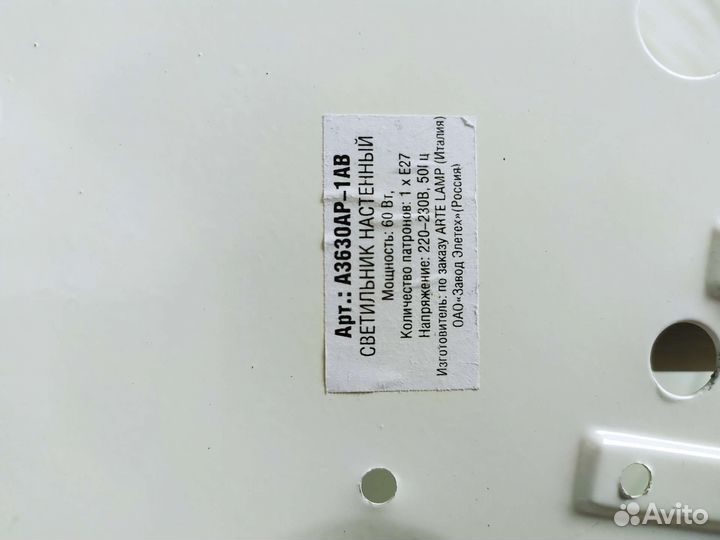 Арт.: A3630AP-1AB
СВЕТИЛЬНИК НАСТЕННЫЙ
Мощность: 60 Вт,
Количество патронов: 1 x E27
Напряжение: 220-230В, 50Гц
Изготовитель: по заказу ARTE LAMP (Италия)
ОАО«Завод Элетех»(Россия)
Avito